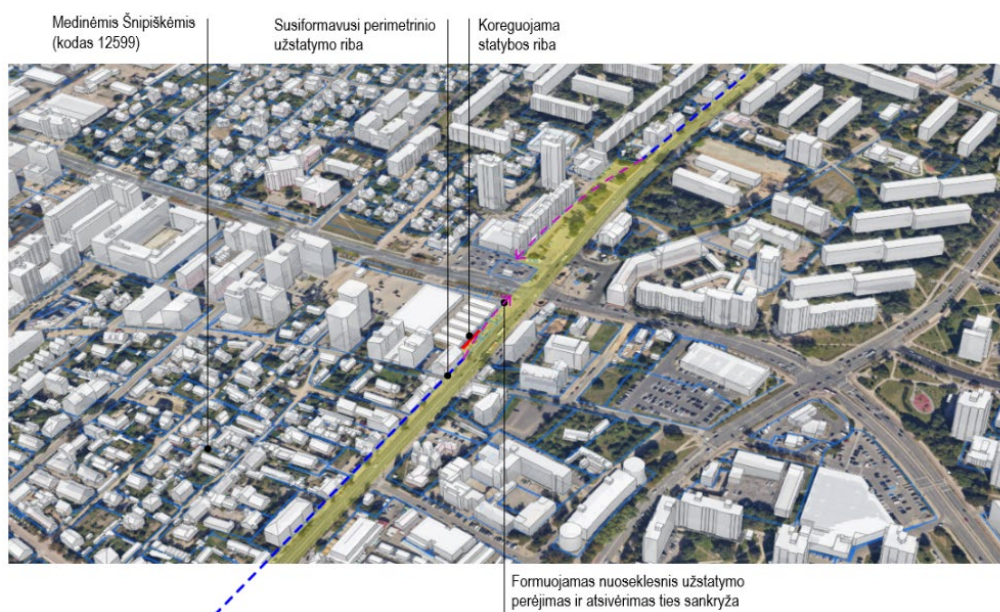 Medinėmis Šnipiškėmis
(kodas 12599)
Susiformavusi perimetrinio
užstatymo riba
Koreguojama
statybos riba
Formuojamas nuoseklesnis užstatymo
perėjimas ir atsivėrimas ties sankryža